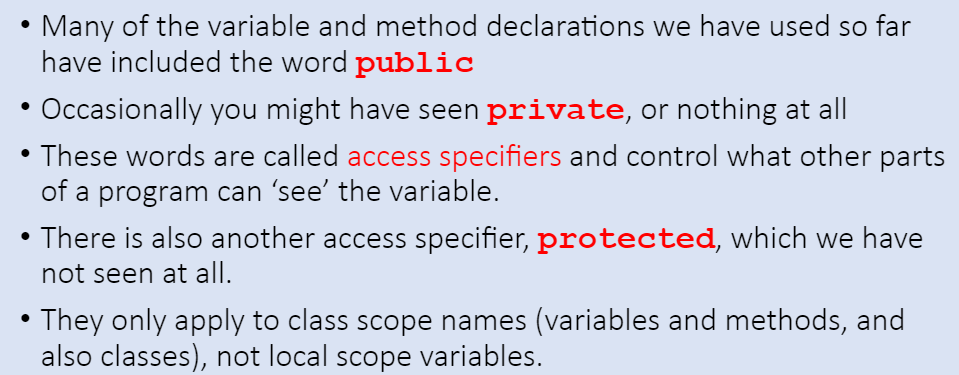 • Many of the variable and method declarations we have used so far
have included the word public
• Occasionally you might have seen private, or nothing at all
• These words are called access specifiers and control what other parts
of a program can ‘see’ the variable.
• There is also another access specifier, protected, which we have
not seen at all.
• They only apply to class scope names (variables and methods, and
also classes), not local scope variables.